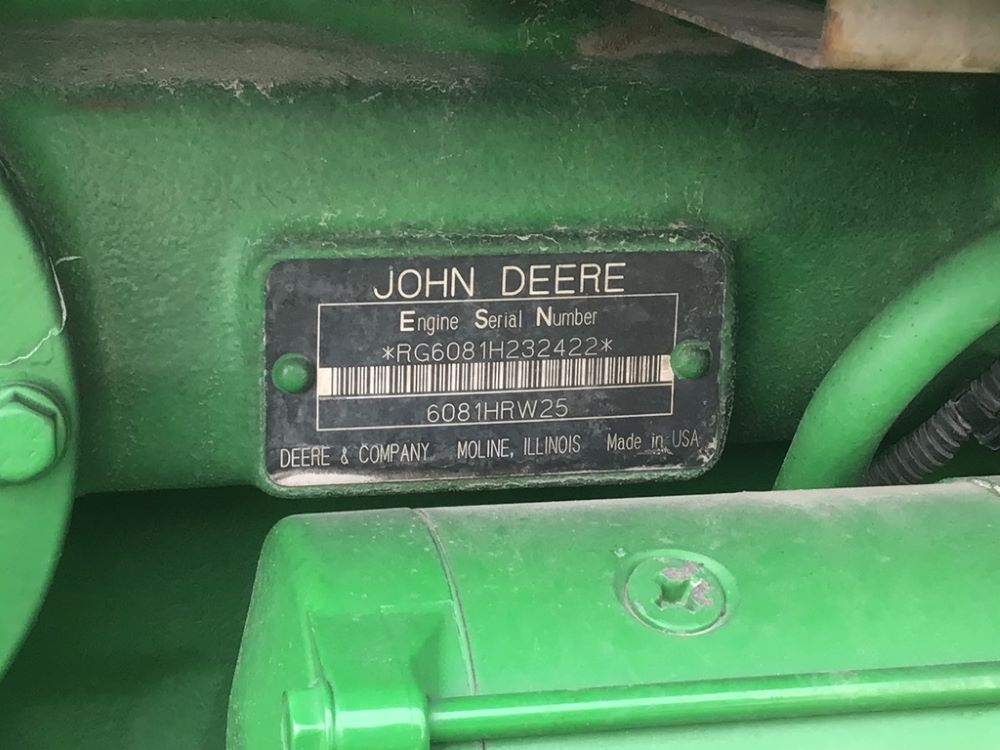 JOHN DEERE
Engine Serial Number
*RG6081H232422*
6081HRW25
DEERE & COMPANY MOLINE, ILLINOIS Made in USA